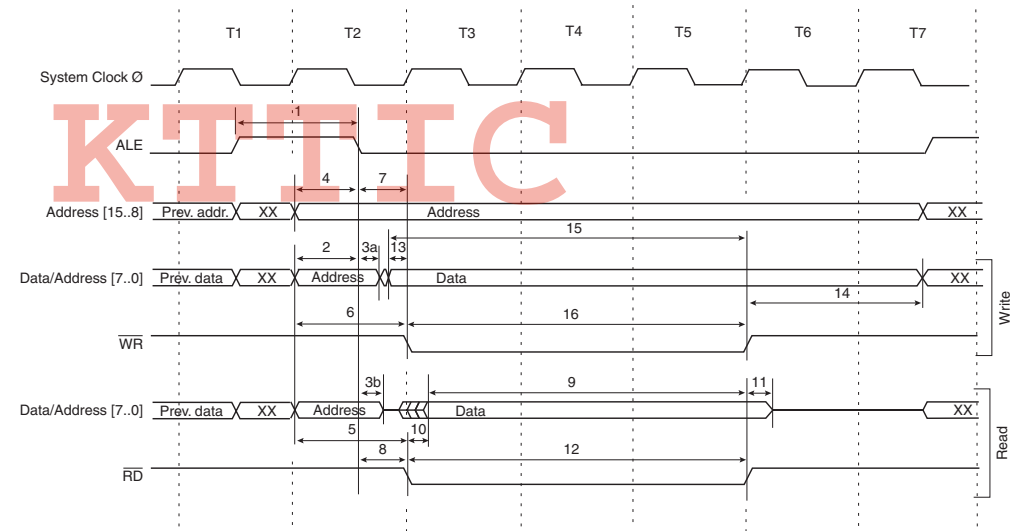 T1 T2 T3 T4 T5 T6 T7
System Clock Ø
KTTIC
1
ALE
4 7
Address [15..8] Prev. addr. XX Address XX
15
2 3a 13
Data/Address [7..0] Prev. data XX Address Data XX
14
6 16
WR
Write
3b 9 11
Data/Address [7..0] Prev. data XX Address Data XX
5 10
8 12
RD
Read